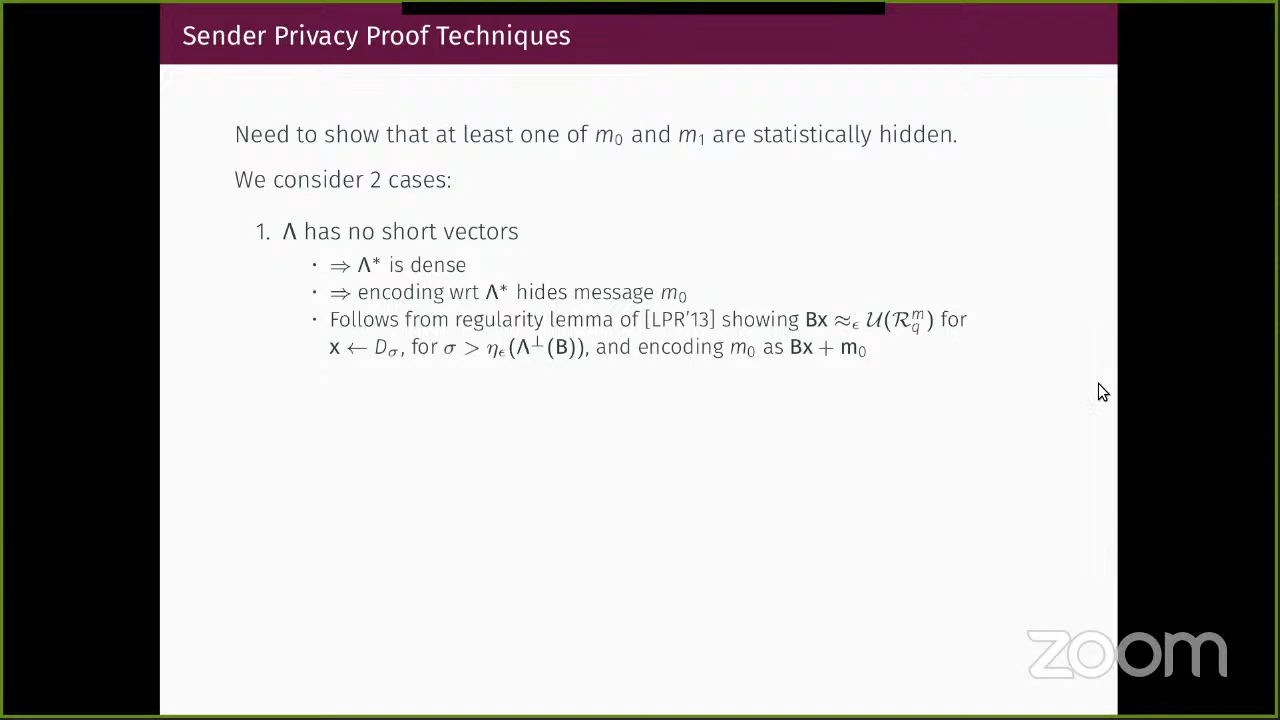 Sender Privacy Proof Techniques
Need to show that at least one of m₀ and m₁ are statistically hidden.
We consider 2 cases:
1. Λ has no short vectors
· ⇒ Λ* is dense
· ⇒ encoding wrt Λ* hides message m₀
· Follows from regularity lemma of [LPR'13] showing Bx ≈_ϵ 𝒰(ℛ_q^m) for
x ← D_σ, for σ > η_ϵ(Λ^⊥(B)), and encoding m₀ as Bx + m₀
zoom